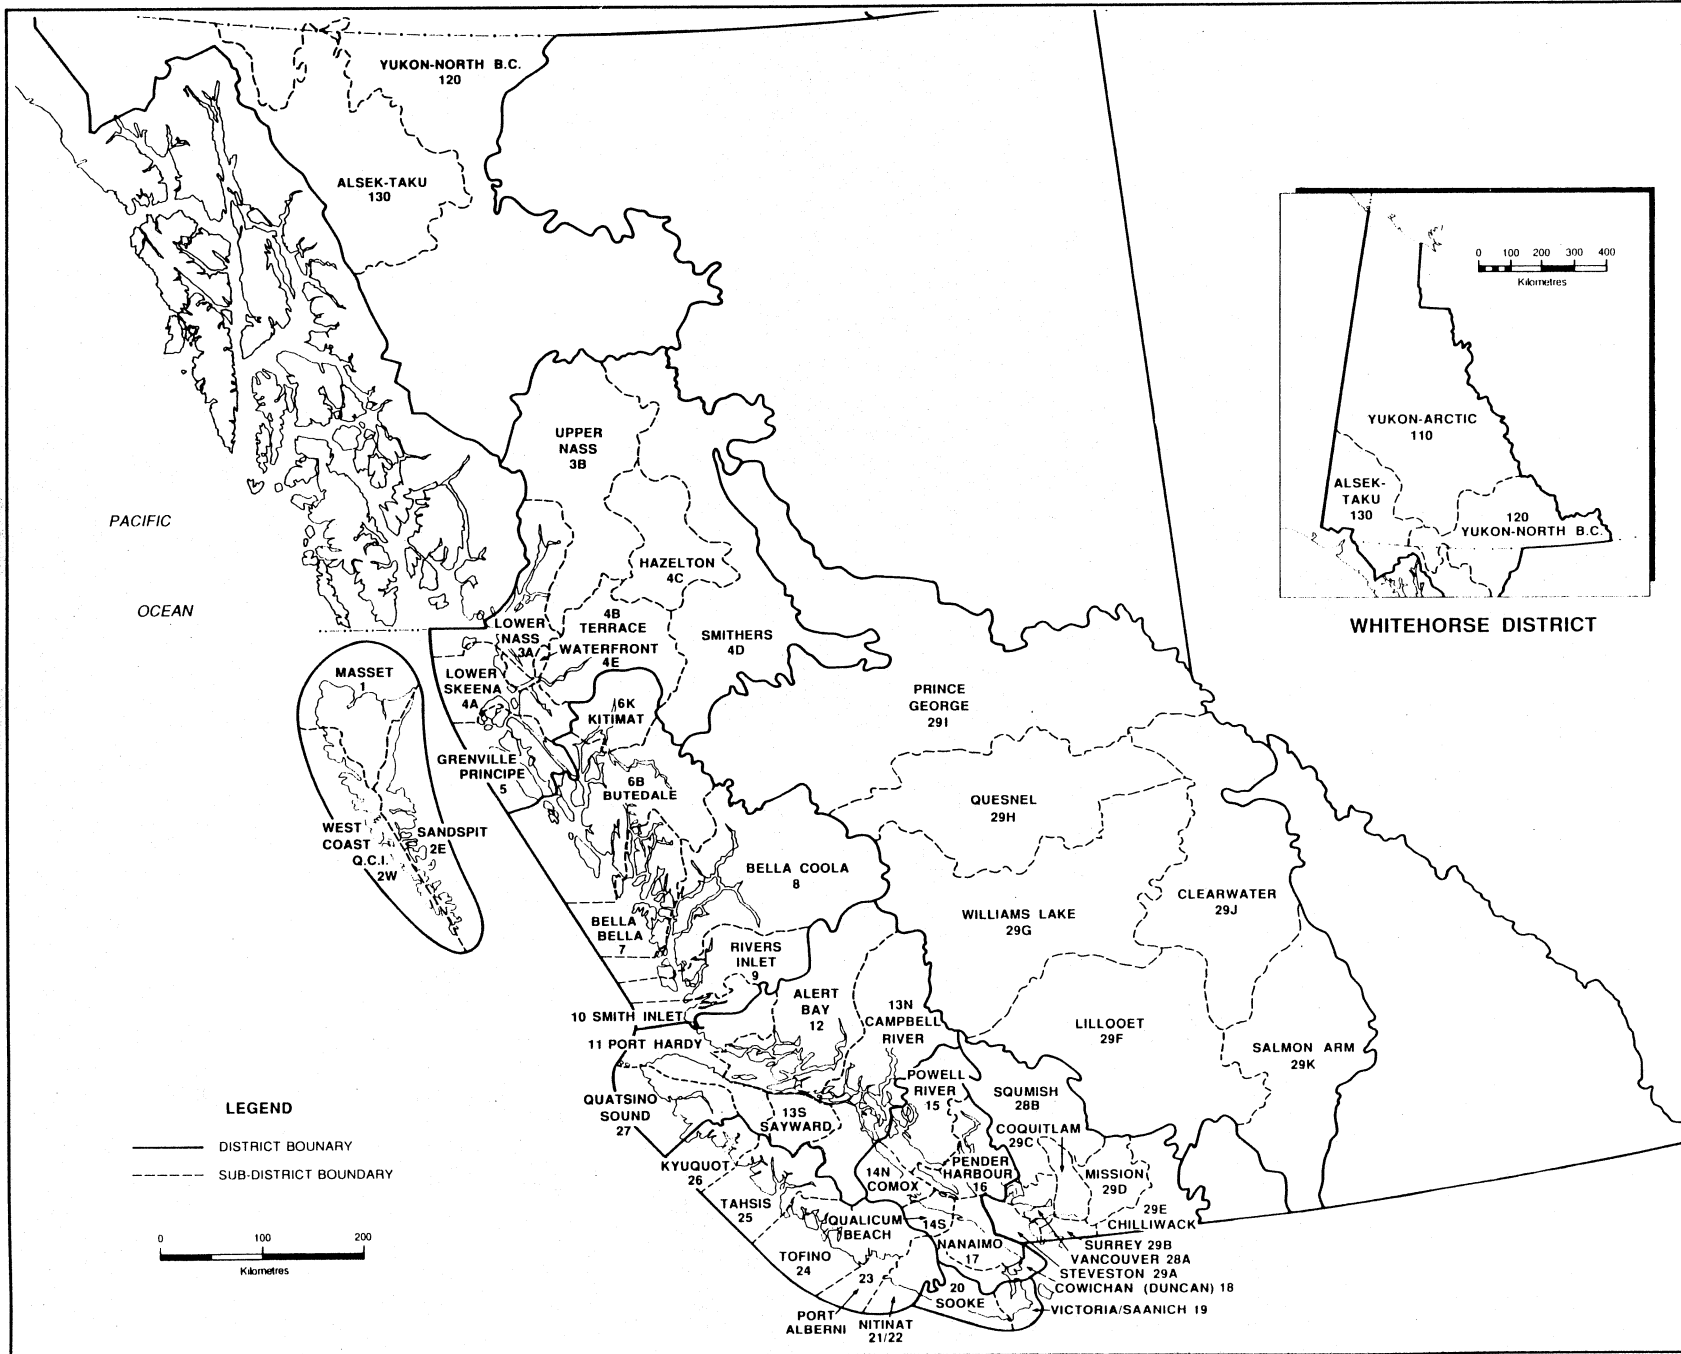 YUKON-NORTH B.C.
120
ALSEK-TAKU
130
0 100 200 300 400
Kilometres
YUKON-ARCTIC
110
ALSEK-
TAKU
130
120
YUKON-NORTH B.C.
WHITEHORSE DISTRICT
PACIFIC
OCEAN
UPPER
NASS
3B
HAZELTON
4C
4B
TERRACE
LOWER
NASS
3A
WATERFRONT
4E
SMITHERS
4D
MASSET
1
LOWER
SKEENA
4A
6K
KITIMAT
PRINCE
GEORGE
29I
GRENVILLE
PRINCIPE
5
6B
BUTEDALE
QUESNEL
29H
WEST
COAST
Q.C.I.
2W
SANDSPIT
2E
BELLA COOLA
8
CLEARWATER
29J
BELLA
BELLA
7
WILLIAMS LAKE
29G
RIVERS
INLET
9
ALERT
BAY
12
13N
CAMPBELL
RIVER
10 SMITH INLET
11 PORT HARDY
LILLOOET
29F
SALMON ARM
29K
POWELL
RIVER
15
SQUMISH
28B
QUATSINO
SOUND
27
13S
SAYWARD
COQUITLAM
29C
KYUQUOT
26
14N
COMOX
PENDER
HARBOUR
16
MISSION
29D
TAHSIS
25
QUALICUM
BEACH
14S
29E
CHILLIWACK
TOFINO
24
23
NANAIMO
17
SURREY 29B
VANCOUVER 28A
STEVESTON 29A
COWICHAN (DUNCAN) 18
20
SOOKE
VICTORIA/SAANICH 19
PORT
ALBERNI
NITINAT
21/22
LEGEND
DISTRICT BOUNARY
SUB-DISTRICT BOUNDARY
0 100 200
Kilometres